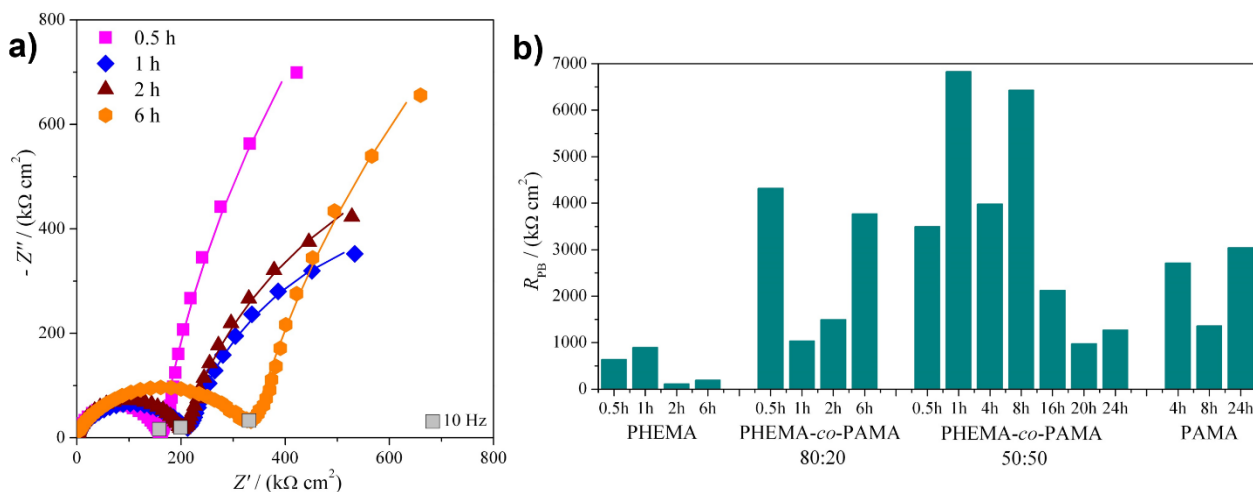 a)
0.5 h
1 h
2 h
6 h
800
600
400
200
0
- Z″ / (kΩ cm²)
10 Hz
0 200 400 600 800
Z′ / (kΩ cm²)
b)
7000
6000
5000
4000
3000
2000
1000
0
R_PB / (kΩ cm²)
0.5h 1h 2h 6h 0.5h 1h 2h 6h 0.5h 1h 4h 8h 16h 20h 24h 4h 8h 24h
PHEMA PHEMA-co-PAMA PHEMA-co-PAMA PAMA
80:20 50:50